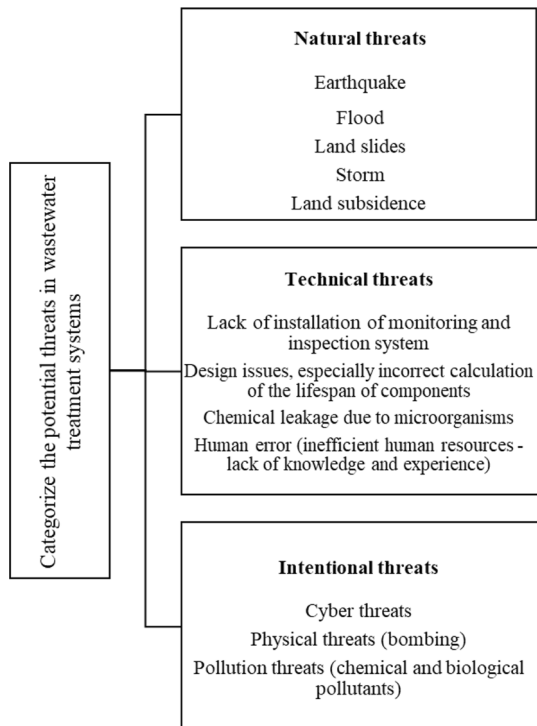 Categorize the potential threats in wastewater
treatment systems
Natural threats
Earthquake
Flood
Land slides
Storm
Land subsidence
Technical threats
Lack of installation of monitoring and
inspection system
Design issues, especially incorrect calculation
of the lifespan of components
Chemical leakage due to microorganisms
Human error (inefficient human resources -
lack of knowledge and experience)
Intentional threats
Cyber threats
Physical threats (bombing)
Pollution threats (chemical and biological
pollutants)